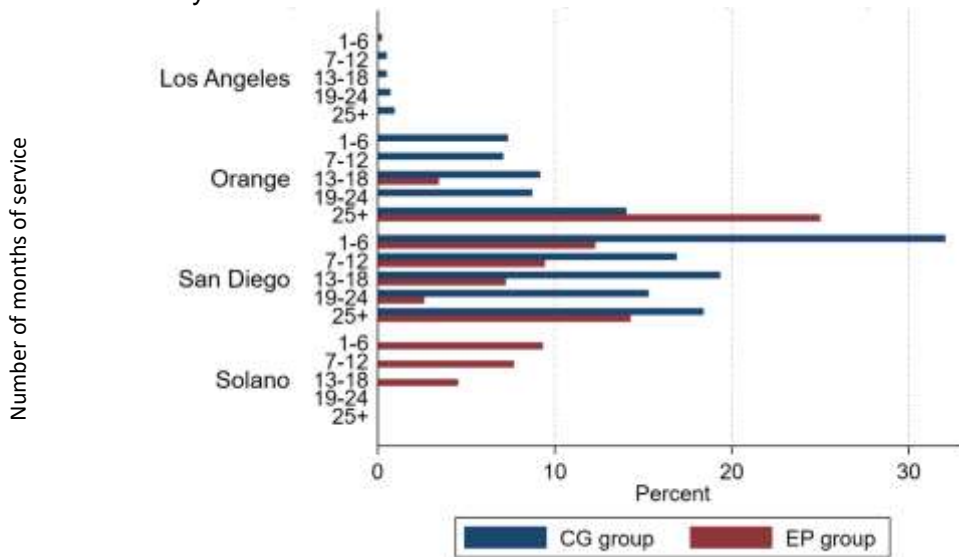 Number of months of service
Los Angeles
1-6
7-12
13-18
19-24
25+
Orange
1-6
7-12
13-18
19-24
25+
San Diego
1-6
7-12
13-18
19-24
25+
Solano
1-6
7-12
13-18
19-24
25+
0 10 20 30
Percent
CG group EP group